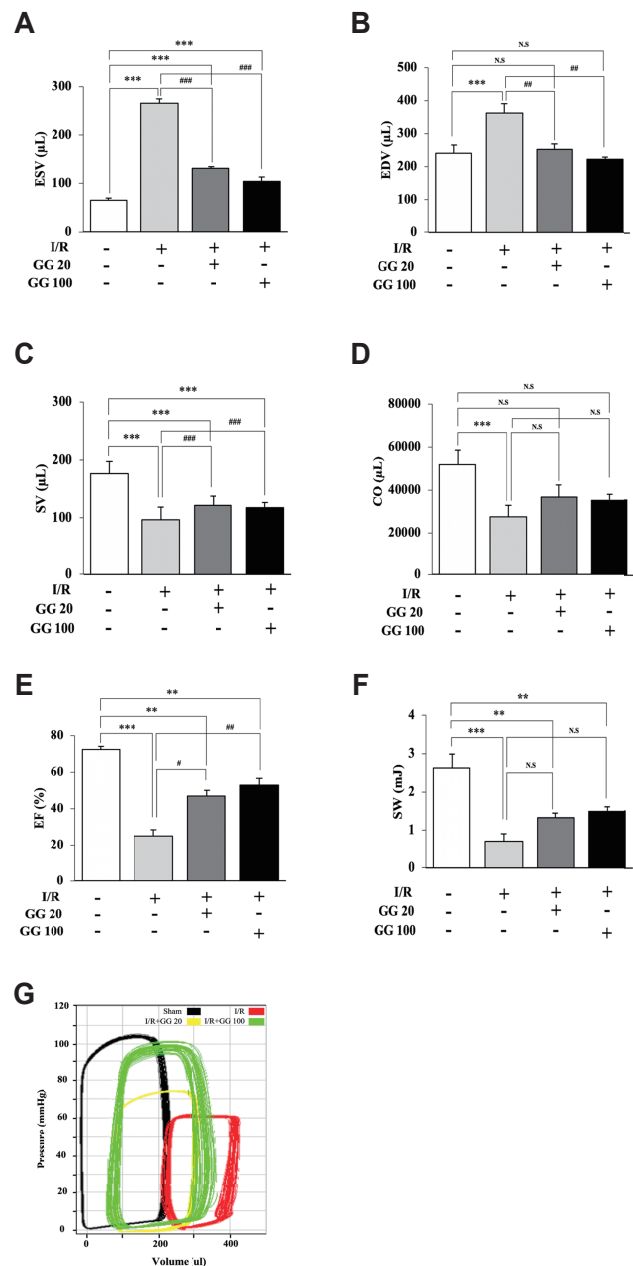 A
***
***
***
###
###
300
200
100
0
ESV (µL)
I/R - + + +
GG 20 - - + -
GG 100 - - - +
B
N.S
N.S
***
##
##
500
400
300
200
100
0
EDV (µL)
I/R - + + +
GG 20 - - + -
GG 100 - - - +
C
***
***
***
###
###
300
200
100
0
SV (µL)
I/R - + + +
GG 20 - - + -
GG 100 - - - +
D
N.S
N.S
***
N.S
N.S
80000
60000
40000
20000
0
CO (µL)
I/R - + + +
GG 20 - - + -
GG 100 - - - +
E
**
**
***
##
#
80
60
40
20
0
EF (%)
I/R - + + +
GG 20 - - + -
GG 100 - - - +
F
**
**
***
N.S
N.S
4
3
2
1
0
SW (mJ)
I/R - + + +
GG 20 - - + -
GG 100 - - - +
G
Sham I/R
I/R+GG 20 I/R+GG 100
120
100
80
60
40
20
0
Pressure (mmHg)
0 200 400
Volume (ul)